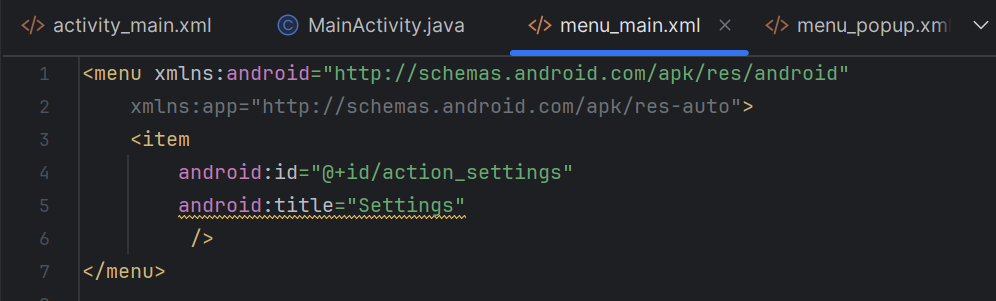 activity_main.xml MainActivity.java menu_main.xml menu_popup.xml
1 <menu xmlns:android="http://schemas.android.com/apk/res/android"
2     xmlns:app="http://schemas.android.com/apk/res-auto">
3     <item
4         android:id="@+id/action_settings"
5         android:title="Settings"
6          />
7 </menu>